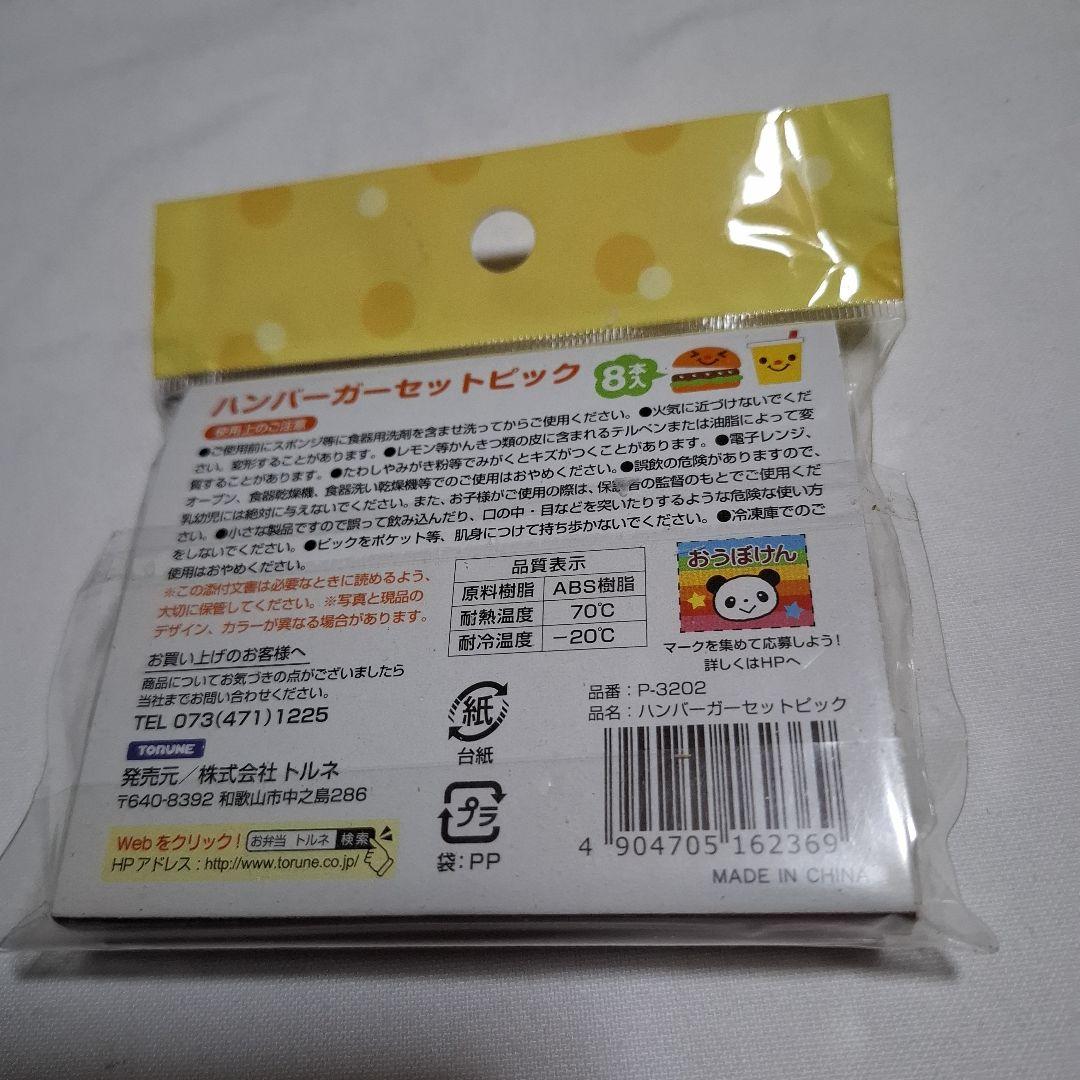 ハンバーガーセットピック 8本入
使用上のご注意
●ご使用前にスポンジ等に食器用洗剤を含ませ洗ってからご使用ください。●火気に近づけないでくだ
さい。変形することがあります。●レモン等かんきつ類の皮に含まれるテルペンまたは油脂によって変
質することがあります。●たわしやみがき粉等でみがくとキズがつくことがあります。●電子レンジ、
オーブン、食器乾燥機、食器洗い乾燥機等でのご使用はおやめください。●誤飲の危険がありますので、
乳幼児には絶対に与えないでください。また、お子様がご使用の際は、保護者の監督のもとでご使用くだ
さい。●小さな製品ですので誤って飲み込んだり、口の中・目などを突いたりするような危険な使い方
をしないでください。●ピックをポケット等、肌身につけて持ち歩かないでください。●冷凍庫でのご
使用はおやめください。
※この添付文書は必要なときに読めるよう、
大切に保管してください。※写真と現品の
デザイン、カラーが異なる場合があります。
品質表示
原料樹脂 ABS樹脂
耐熱温度 70℃
耐冷温度 −20℃
おうぼけん
マークを集めて応募しよう!
詳しくはHPへ
お買い上げのお客様へ
商品についてお気づきの点がございましたら
当社までお問い合わせください。
TEL 073(471)1225
TORUNE
発売元/株式会社 トルネ
〒640-8392 和歌山市中之島286
Webをクリック! お弁当 トルネ 検索
HPアドレス:http://www.torune.co.jp/
紙
台紙
プラ
袋:PP
品番:P-3202
品名:ハンバーガーセットピック
4 904705 162369
MADE IN CHINA